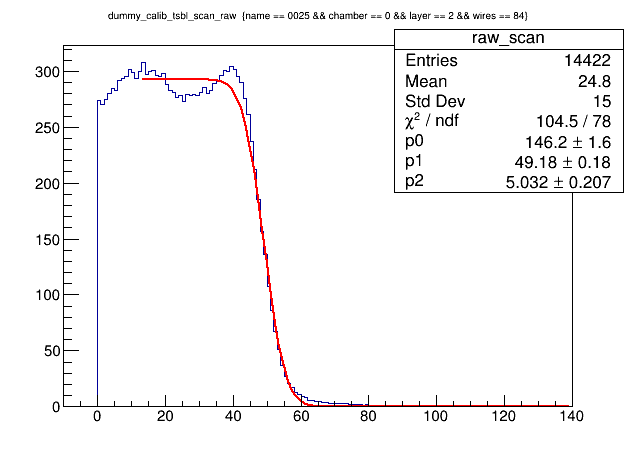 dummy_calib_tsbl_scan_raw {name == 0025 && chamber == 0 && layer == 2 && wires == 84}
raw_scan
Entries 14422
Mean 24.8
Std Dev 15
χ² / ndf 104.5 / 78
p0 146.2 ± 1.6
p1 49.18 ± 0.18
p2 5.032 ± 0.207
300
250
200
150
100
50
0
0 20 40 60 80 100 120 140